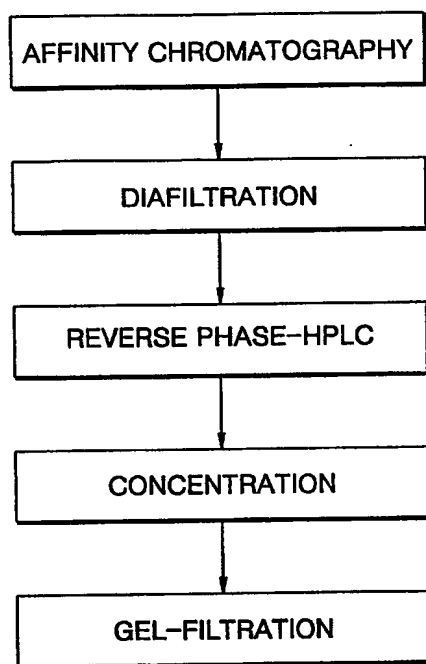 AFFINITY CHROMATOGRAPHY
DIAFILTRATION
REVERSE PHASE-HPLC
CONCENTRATION
GEL-FILTRATION